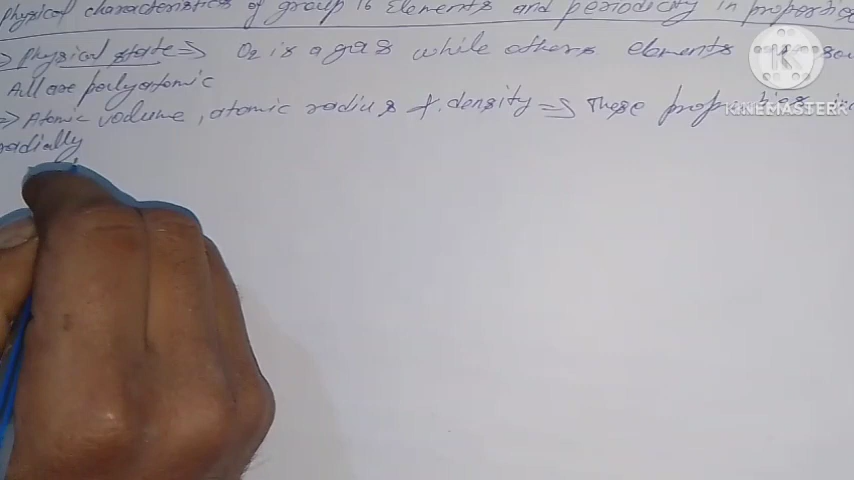 Physical characteristics of group 16 Elements and periodicity in properties
=> Physical state => O2 is a gas while others elements
All are polyatomic
=> Atomic volume, atomic radius & density => These properties
radially
KINEMASTER